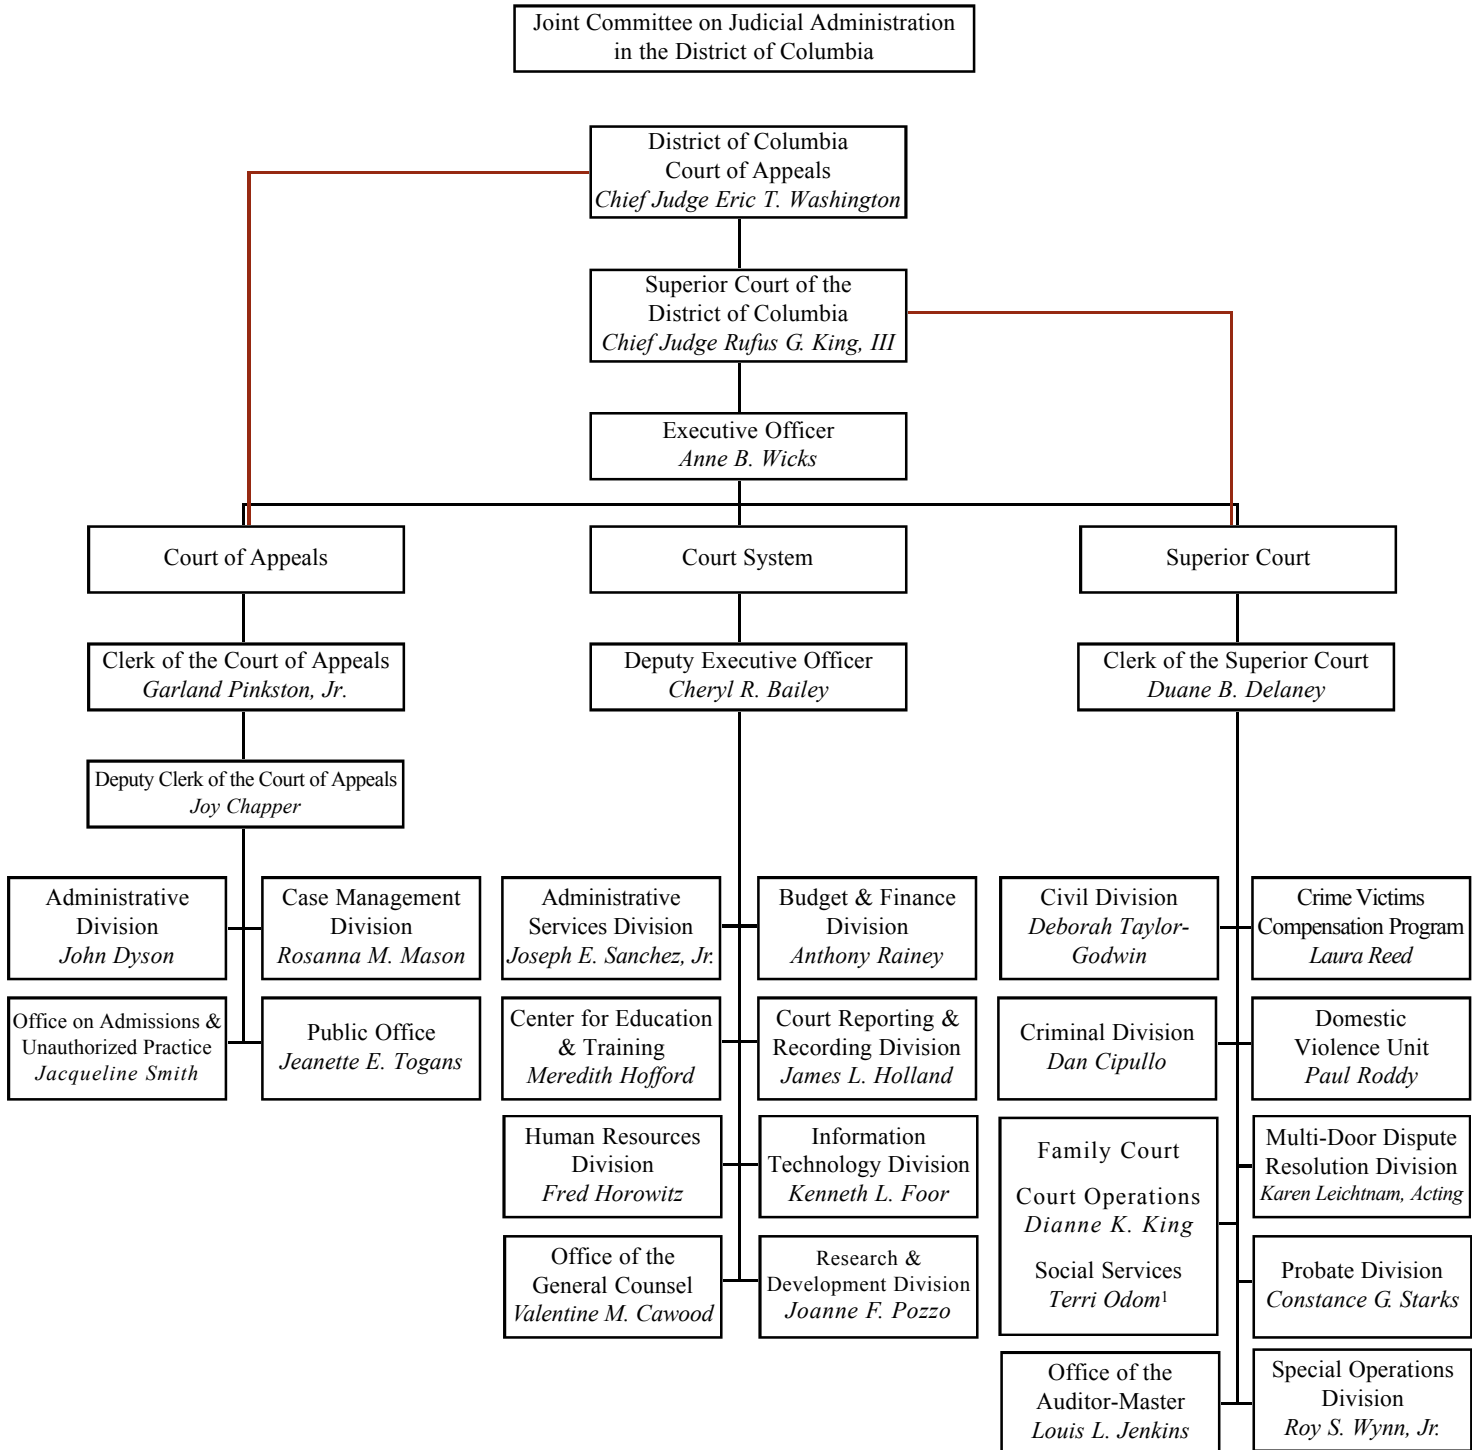 Joint Committee on Judicial Administration
in the District of Columbia
District of Columbia
Court of Appeals
Chief Judge Eric T. Washington
Superior Court of the
District of Columbia
Chief Judge Rufus G. King, III
Executive Officer
Anne B. Wicks
Court of Appeals
Court System
Superior Court
Clerk of the Court of Appeals
Garland Pinkston, Jr.
Deputy Executive Officer
Cheryl R. Bailey
Clerk of the Superior Court
Duane B. Delaney
Deputy Clerk of the Court of Appeals
Joy Chapper
Administrative
Division
John Dyson
Case Management
Division
Rosanna M. Mason
Administrative
Services Division
Joseph E. Sanchez, Jr.
Budget & Finance
Division
Anthony Rainey
Civil Division
Deborah Taylor-
Godwin
Crime Victims
Compensation Program
Laura Reed
Office on Admissions &
Unauthorized Practice
Jacqueline Smith
Public Office
Jeanette E. Togans
Center for Education
& Training
Meredith Hofford
Court Reporting &
Recording Division
James L. Holland
Criminal Division
Dan Cipullo
Domestic
Violence Unit
Paul Roddy
Human Resources
Division
Fred Horowitz
Information
Technology Division
Kenneth L. Foor
Family Court
Court Operations
Dianne K. King
Social Services
Terri Odom¹
Multi-Door Dispute
Resolution Division
Karen Leichtnam, Acting
Office of the
General Counsel
Valentine M. Cawood
Research &
Development Division
Joanne F. Pozzo
Probate Division
Constance G. Starks
Office of the
Auditor-Master
Louis L. Jenkins
Special Operations
Division
Roy S. Wynn, Jr.